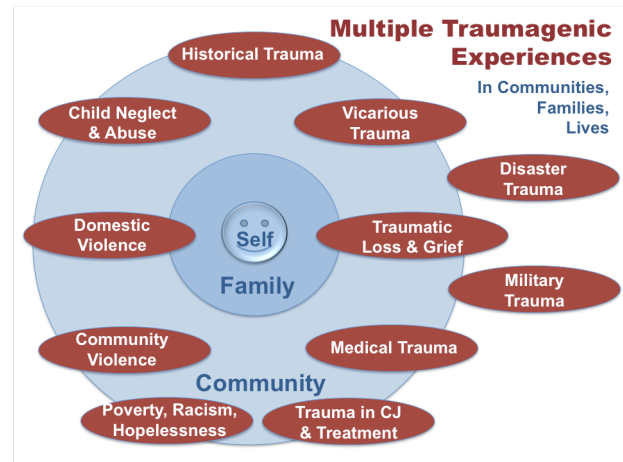 Multiple Traumagenic
Experiences
In Communities,
Families,
Lives
Historical Trauma
Child Neglect
& Abuse
Vicarious
Trauma
Disaster
Trauma
Domestic
Violence
Self
Traumatic
Loss & Grief
Family
Military
Trauma
Community
Violence
Medical Trauma
Community
Poverty, Racism,
Hopelessness
Trauma in CJ
& Treatment